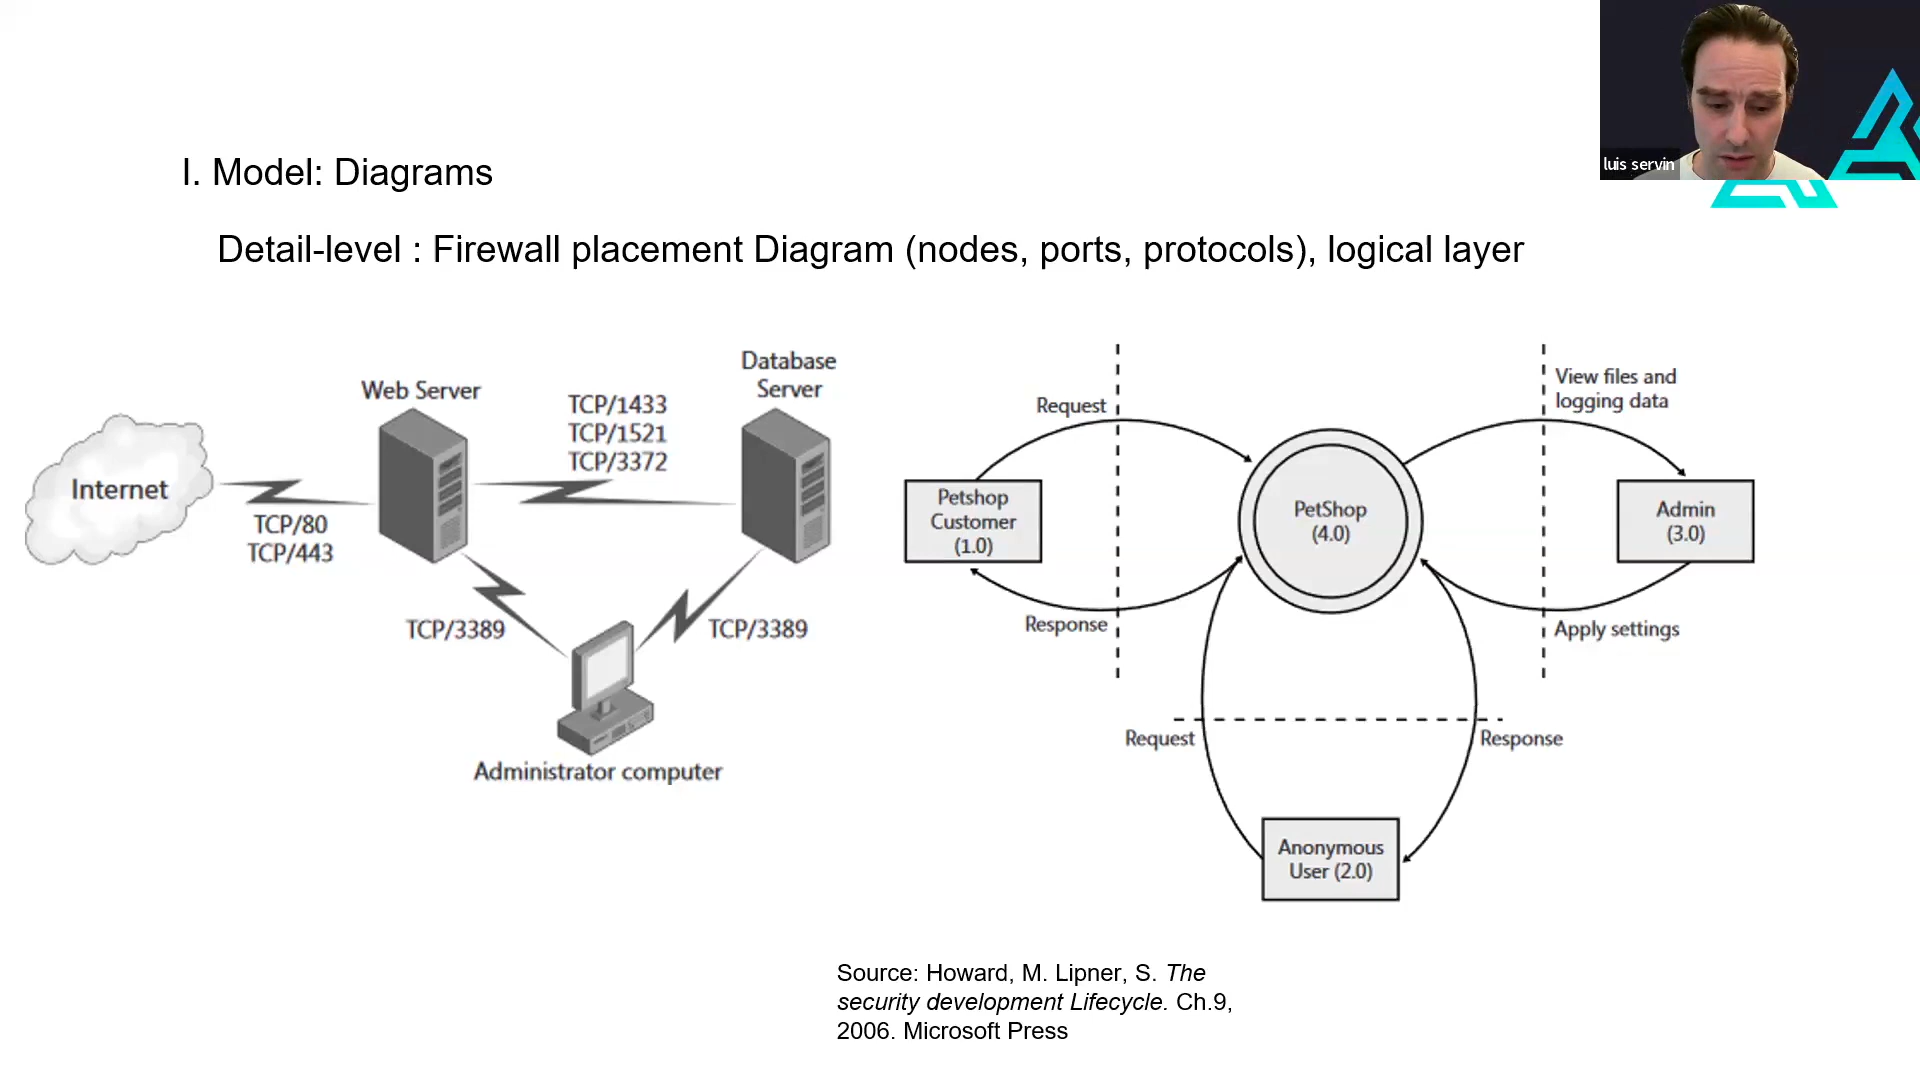 luis servin
I. Model: Diagrams
Detail-level : Firewall placement Diagram (nodes, ports, protocols), logical layer
Internet
TCP/80
TCP/443
Web Server
TCP/1433
TCP/1521
TCP/3372
Database
Server
TCP/3389
TCP/3389
Administrator computer
Request
Petshop
Customer
(1.0)
Response
PetShop
(4.0)
View files and
logging data
Admin
(3.0)
Apply settings
Request
Response
Anonymous
User (2.0)
Source: Howard, M. Lipner, S. The
security development Lifecycle. Ch.9,
2006. Microsoft Press